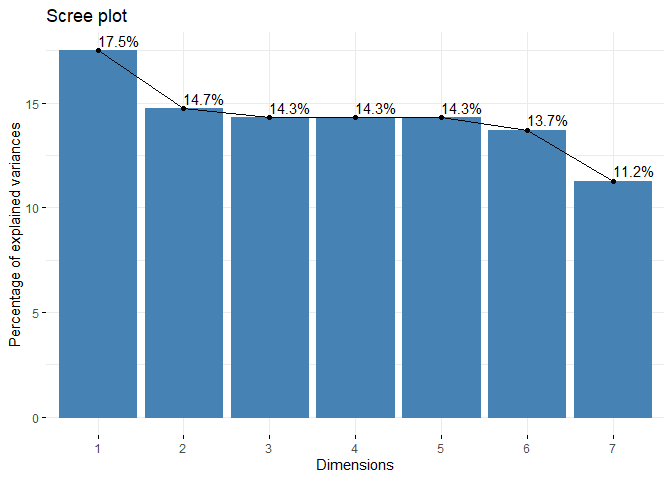 Scree plot
17.5%
14.7%
14.3%
14.3%
14.3%
13.7%
11.2%
15
10
5
0
Percentage of explained variances
1 2 3 4 5 6 7
Dimensions